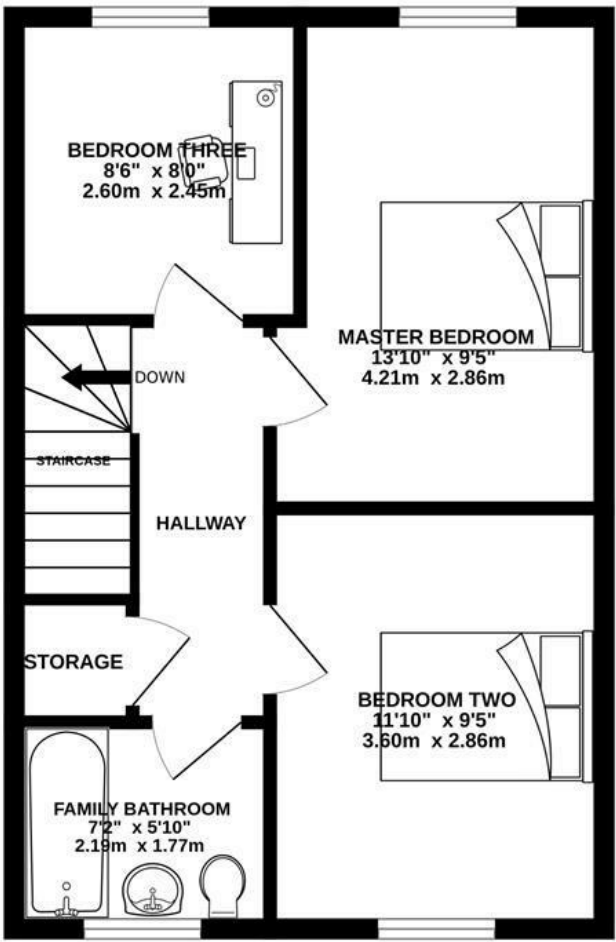 BEDROOM THREE
8'6" x 8'0"
2.60m x 2.45m
MASTER BEDROOM
13'10" x 9'5"
4.21m x 2.86m
DOWN
STAIRCASE
HALLWAY
STORAGE
BEDROOM TWO
11'10" x 9'5"
3.60m x 2.86m
FAMILY BATHROOM
7'2" x 5'10"
2.19m x 1.77m